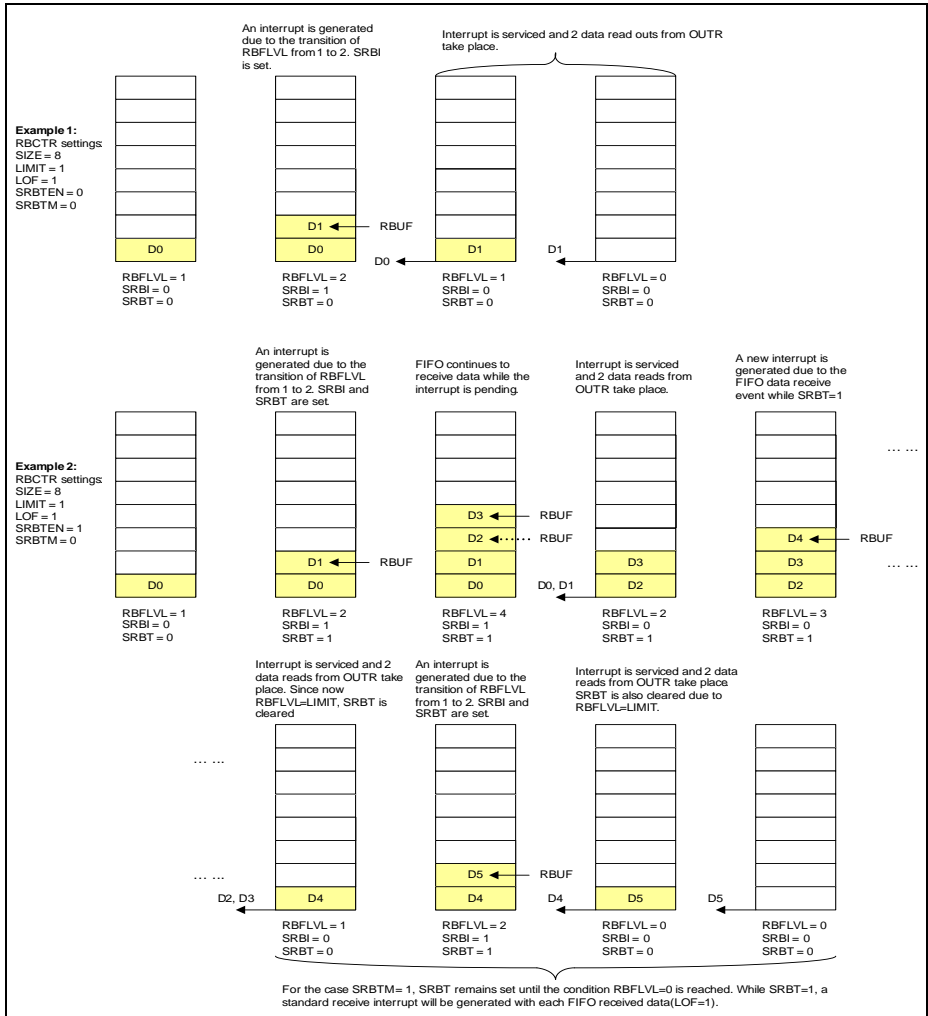 An interrupt is generated
due to the transition of
RBFLVL from 1 to 2. SRBI
is set.
Interrupt is serviced and 2 data read outs from OUTR
take place.
Example 1:
RBCTR settings:
SIZE = 8
LIMIT = 1
LOF = 1
SRBTEN = 0
SRBTM = 0
D1
RBUF
D0
D0
D0
D1
D1
RBFLVL = 1
SRBI = 0
SRBT = 0
RBFLVL = 2
SRBI = 1
SRBT = 0
RBFLVL = 1
SRBI = 0
SRBT = 0
RBFLVL = 0
SRBI = 0
SRBT = 0
An interrupt is
generated due to the
transition of RBFLVL
from 1 to 2. SRBI and
SRBT are set.
FIFO continues to
receive data while the
interrupt is pending.
Interrupt is serviced
and 2 data reads from
OUTR take place.
A new interrupt is
generated due to the
FIFO data receive
event while SRBT=1
... ...
Example 2:
RBCTR settings:
SIZE = 8
LIMIT = 1
LOF = 1
SRBTEN = 1
SRBTM = 0
D3
RBUF
D2
RBUF
D4
RBUF
D1
RBUF
D1
D3
D3
... ...
D0
D0
D0
D0, D1
D2
D2
RBFLVL = 1
SRBI = 0
SRBT = 0
RBFLVL = 2
SRBI = 1
SRBT = 1
RBFLVL = 4
SRBI = 1
SRBT = 1
RBFLVL = 2
SRBI = 0
SRBT = 1
RBFLVL = 3
SRBI = 0
SRBT = 1
Interrupt is serviced and 2
data reads from OUTR take
place. Since now
RBFLVL=LIMIT, SRBT is
cleared
An interrupt is
generated due to the
transition of RBFLVL
from 1 to 2. SRBI and
SRBT are set.
Interrupt is serviced and 2 data
reads from OUTR take place.
SRBT is also cleared due to
RBFLVL=LIMIT.
... ...
... ...
D5
RBUF
D2, D3
D4
D4
D4
D5
D5
RBFLVL = 1
SRBI = 0
SRBT = 0
RBFLVL = 2
SRBI = 1
SRBT = 1
RBFLVL = 0
SRBI = 0
SRBT = 0
RBFLVL = 0
SRBI = 0
SRBT = 0
For the case SRBTM= 1, SRBT remains set until the condition RBFLVL=0 is reached. While SRBT=1, a
standard receive interrupt will be generated with each FIFO received data(LOF=1).